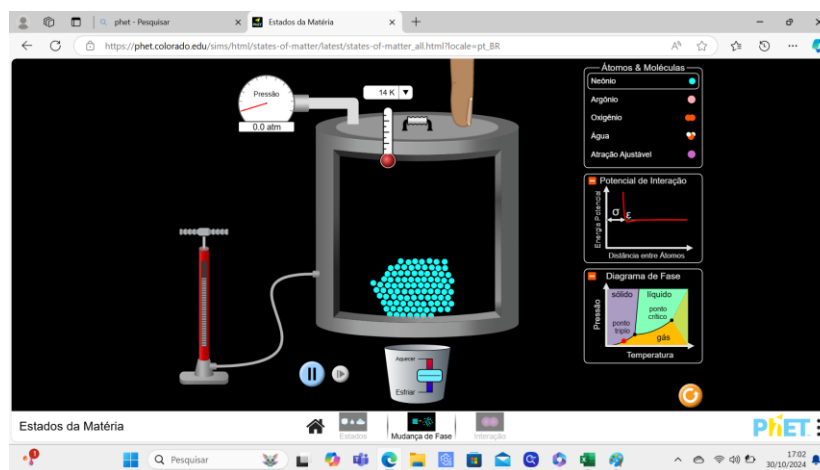 phet - Pesquisar
Estados da Matéria
https://phet.colorado.edu/sims/html/states-of-matter/latest/states-of-matter_all.html?locale=pt_BR
Pressão
0.0 atm
14 K
Átomos & Moléculas
Neônio
Argônio
Oxigênio
Água
Atração Ajustável
Potencial de Interação
Energia Potencial
σ
ε
Distância entre Átomos
Diagrama de Fase
Pressão
sólido
líquido
ponto
crítico
ponto
triplo
gás
Temperatura
Aquecer
Esfriar
Estados da Matéria
Estados
Mudança de Fase
Interação
PhET
Pesquisar
17:02
30/10/2024